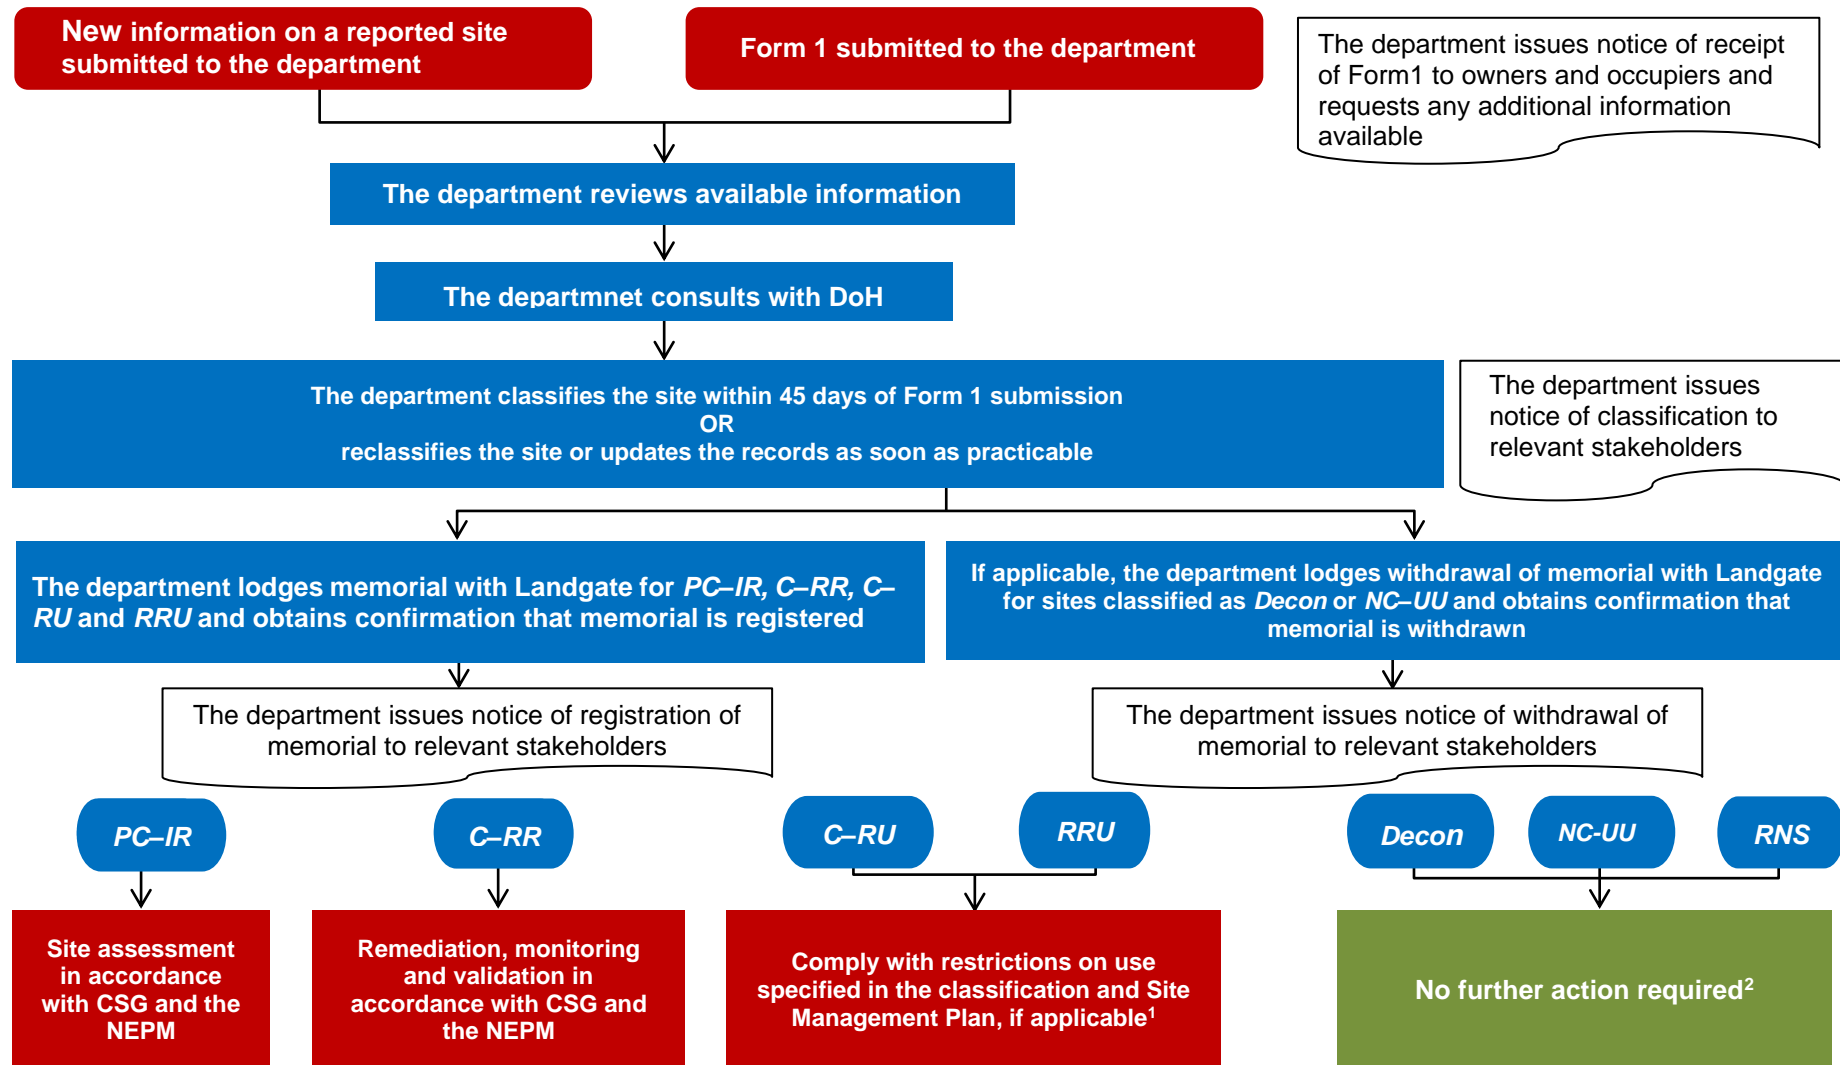 New information on a reported site
submitted to the department
Form 1 submitted to the department
The department issues notice of receipt
of Form1 to owners and occupiers and
requests any additional information
available
The department reviews available information
The departmnet consults with DoH
The department classifies the site within 45 days of Form 1 submission
OR
reclassifies the site or updates the records as soon as practicable
The department issues
notice of classification to
relevant stakeholders
The department lodges memorial with Landgate for PC–IR, C–RR, C–
RU and RRU and obtains confirmation that memorial is registered
If applicable, the department lodges withdrawal of memorial with Landgate
for sites classified as Decon or NC–UU and obtains confirmation that
memorial is withdrawn
The department issues notice of registration of
memorial to relevant stakeholders
The department issues notice of withdrawal of
memorial to relevant stakeholders
PC–IR
C–RR
C–RU
RRU
Decon
NC-UU
RNS
Site assessment
in accordance
with CSG and the
NEPM
Remediation, monitoring
and validation in
accordance with CSG and
the NEPM
Comply with restrictions on use
specified in the classification and Site
Management Plan, if applicable¹
No further action required²